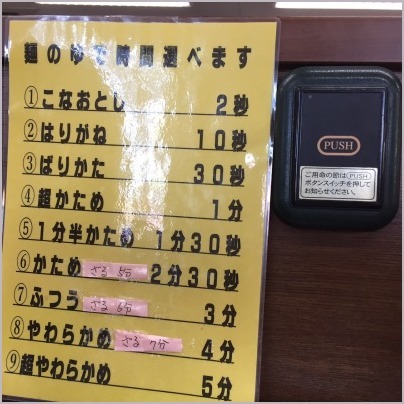 麺のゆで時間選べます
①こなおとし 2秒
②はりがね 10秒
③ばりかた 30秒
④超かため 1分
⑤1分半かため 1分30秒
⑥かため ざる5分 2分30秒
⑦ふつう ざる6分 3分
⑧やわらかめ ざる7分 4分
⑨超やわらかめ 5分
PUSH
ご用命の節はPUSH
ボタンスイッチを押して
お知らせください。